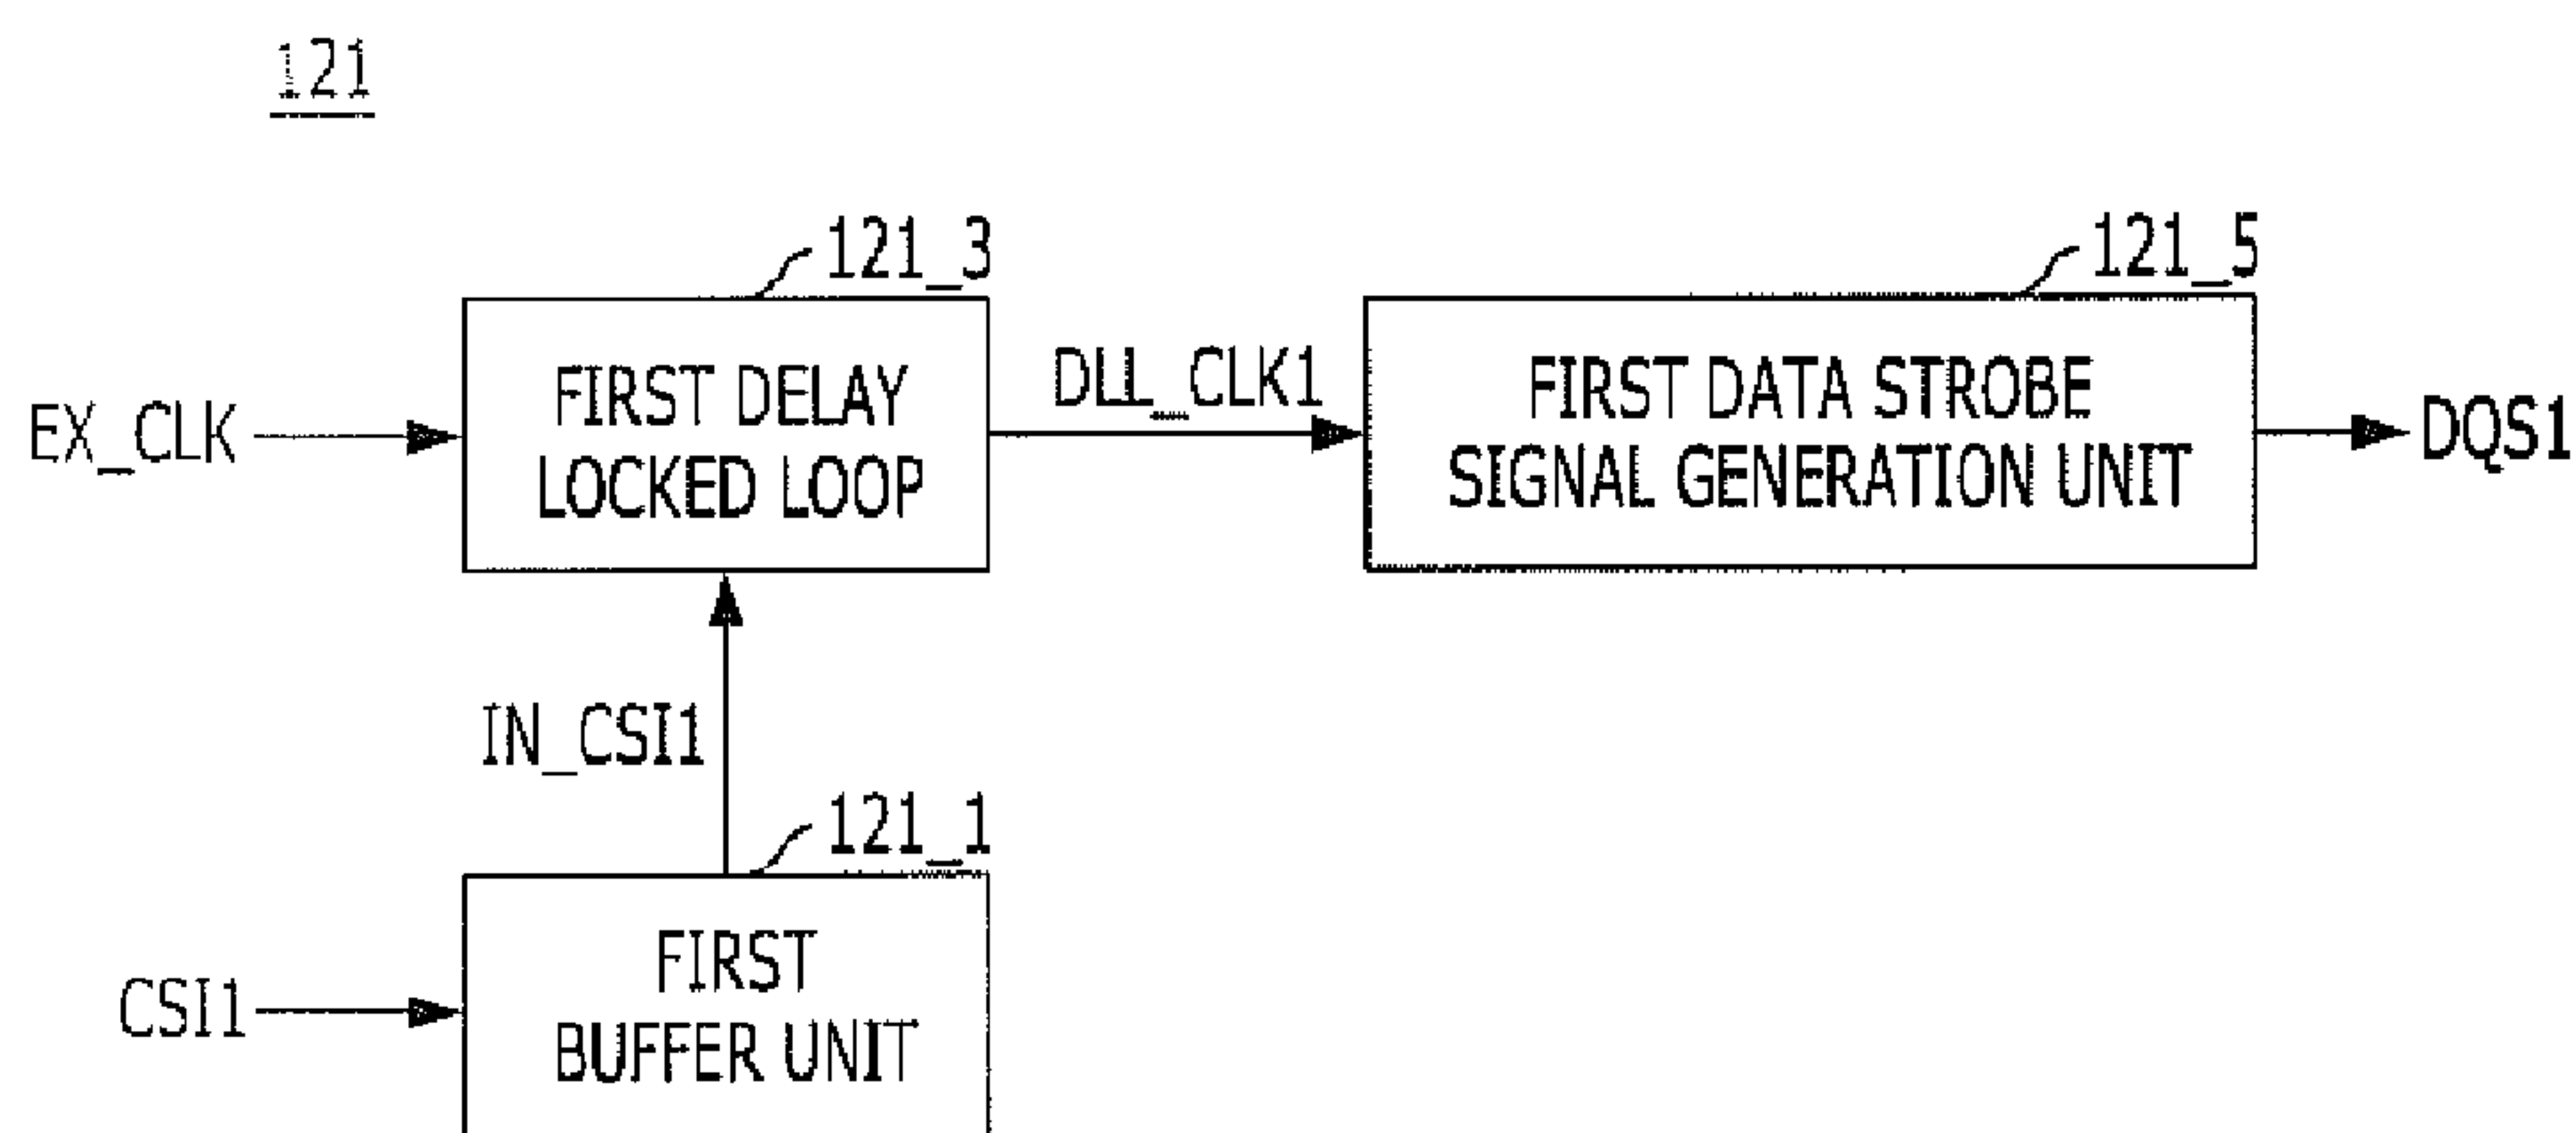 121
121_3
121_5
EX_CLK
FIRST DELAY
LOCKED LOOP
DLL_CLK1
FIRST DATA STROBE
SIGNAL GENERATION UNIT
DQS1
IN_CSI1
121_1
CSI1
FIRST
BUFFER UNIT